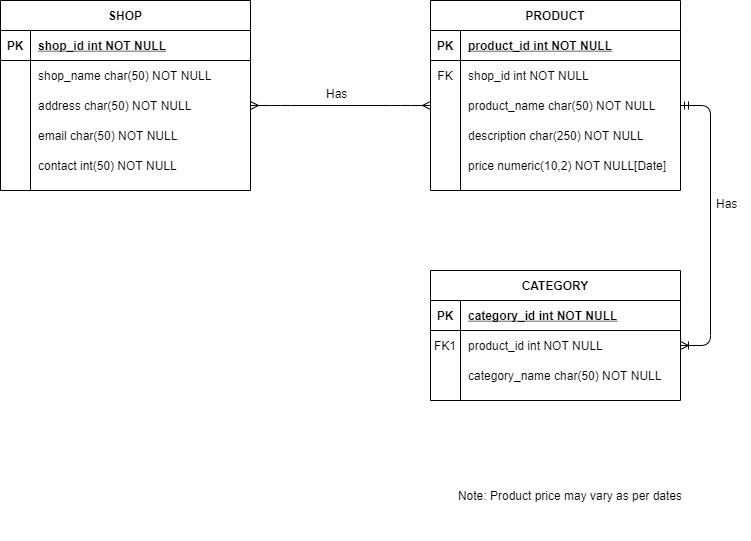 SHOP
PK shop_id int NOT NULL
shop_name char(50) NOT NULL
address char(50) NOT NULL
email char(50) NOT NULL
contact int(50) NOT NULL
Has
PRODUCT
PK product_id int NOT NULL
FK shop_id int NOT NULL
product_name char(50) NOT NULL
description char(250) NOT NULL
price numeric(10,2) NOT NULL[Date]
Has
CATEGORY
PK category_id int NOT NULL
FK1 product_id int NOT NULL
category_name char(50) NOT NULL
Note: Product price may vary as per dates